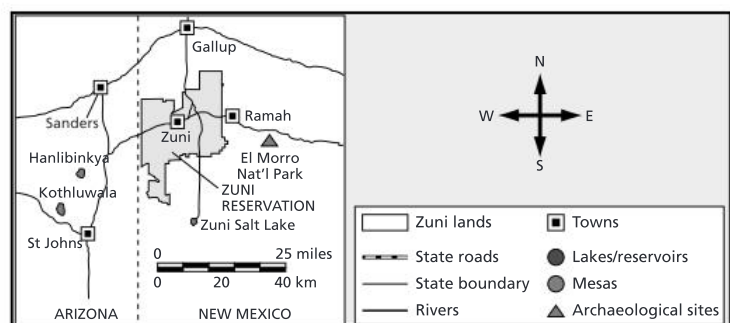 Gallup
Sanders
Ramah
Zuni
Hanlibinkya
El Morro
Nat'l Park
Kothluwala
ZUNI
RESERVATION
Zuni Salt Lake
St Johns
0 25 miles
0 20 40 km
ARIZONA NEW MEXICO
N
W E
S
Zuni lands
State roads
State boundary
Rivers
Towns
Lakes/reservoirs
Mesas
Archaeological sites